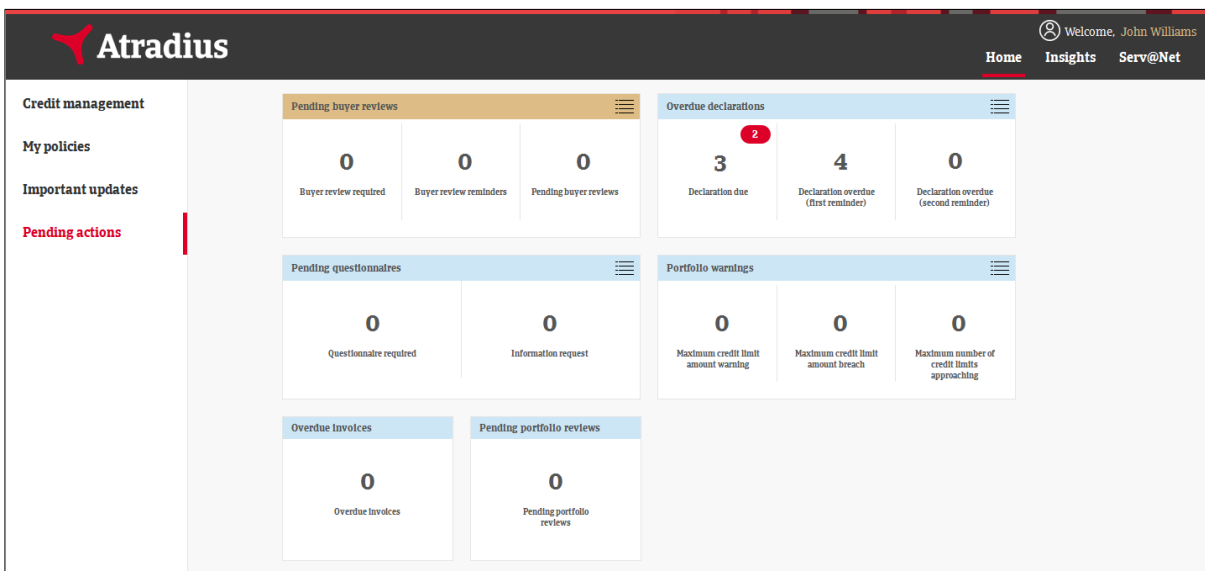 Atradius
Welcome, John Williams
Home Insights Serv@Net
Credit management
My policies
Important updates
Pending actions
Pending buyer reviews
0 0 0
Buyer review required Buyer review reminders Pending buyer reviews
Overdue declarations
2
3 4 0
Declaration due Declaration overdue Declaration overdue
(first reminder) (second reminder)
Pending questionnaires
0 0
Questionnaire required Information request
Portfolio warnings
0 0 0
Maximum credit limit Maximum credit limit Maximum number of
amount warning amount breach credit limits
approaching
Overdue invoices
0
Overdue invoices
Pending portfolio reviews
0
Pending portfolio
reviews